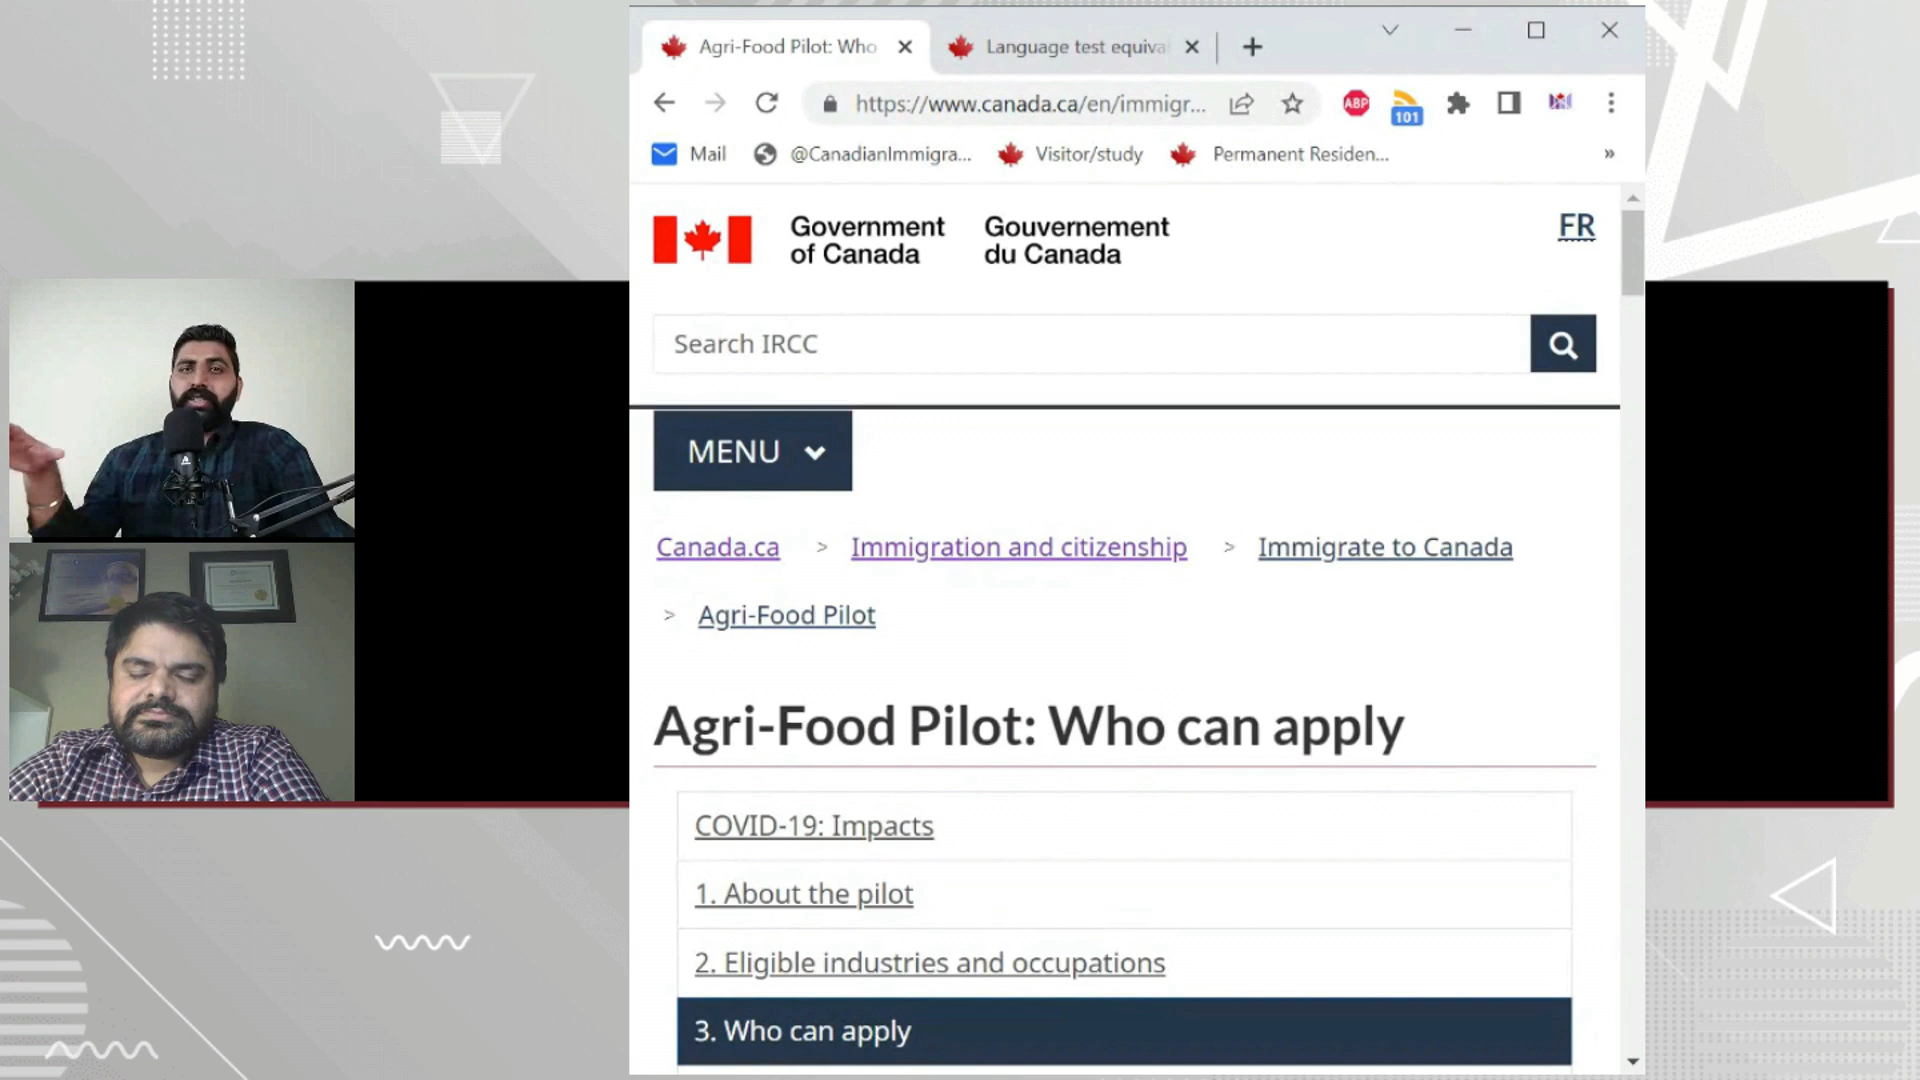 Agri-Food Pilot: Who
Language test equiva
https://www.canada.ca/en/immigr...
ABP
101
Mail
@CanadianImmigra...
Visitor/study
Permanent Residen...
»
Government
of Canada
Gouvernement
du Canada
FR
Search IRCC
MENU
Canada.ca > Immigration and citizenship > Immigrate to Canada
> Agri-Food Pilot
Agri-Food Pilot: Who can apply
COVID-19: Impacts
1. About the pilot
2. Eligible industries and occupations
3. Who can apply